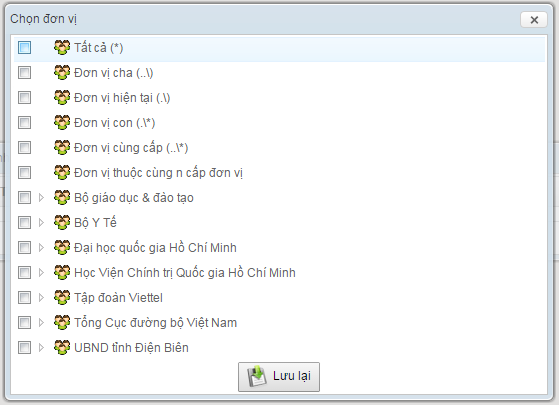 Chọn đơn vị
Tất cả (*)
Đơn vị cha (..\)
Đơn vị hiện tại (.\)
Đơn vị con (.\*)
Đơn vị cùng cấp (..\*)
Đơn vị thuộc cùng n cấp đơn vị
Bộ giáo dục & đảo tạo
Bộ Y Tế
Đại học quốc gia Hồ Chí Minh
Học Viện Chính trị Quốc gia Hồ Chí Minh
Tập đoàn Viettel
Tổng Cục đường bộ Việt Nam
UBND tỉnh Điện Biên
Lưu lại